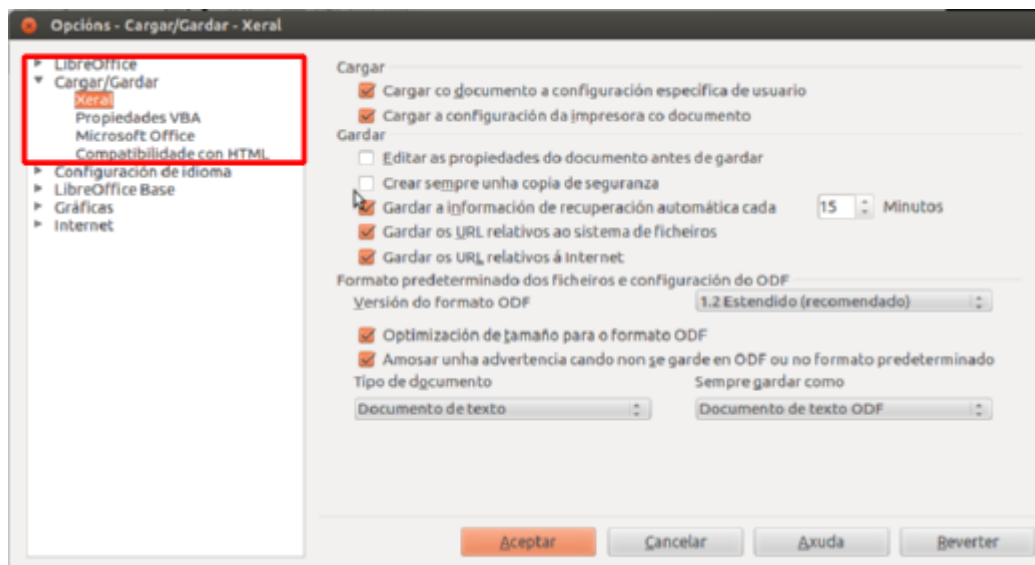 Opcións - Cargar/Gardar - Xeral
LibreOffice
Cargar/Gardar
Xeral
Propiedades VBA
Microsoft Office
Compatibilidade con HTML
Configuración de idioma
LibreOffice Base
Gráficas
Internet
Cargar
Cargar co documento a configuración específica de usuario
Cargar a configuración da impresora co documento
Gardar
Editar as propiedades do documento antes de gardar
Crear sempre unha copia de seguranza
Gardar a información de recuperación automática cada 15 Minutos
Gardar os URL relativos ao sistema de ficheiros
Gardar os URL relativos á Internet
Formato predeterminado dos ficheiros e configuración do ODF
Versión do formato ODF 1.2 Estendido (recomendado)
Optimización de tamaño para o formato ODF
Amosar unha advertencia cando non se garde en ODF ou no formato predeterminado
Tipo de documento Sempre gardar como
Documento de texto Documento de texto ODF
Aceptar Cancelar Axuda Reverter